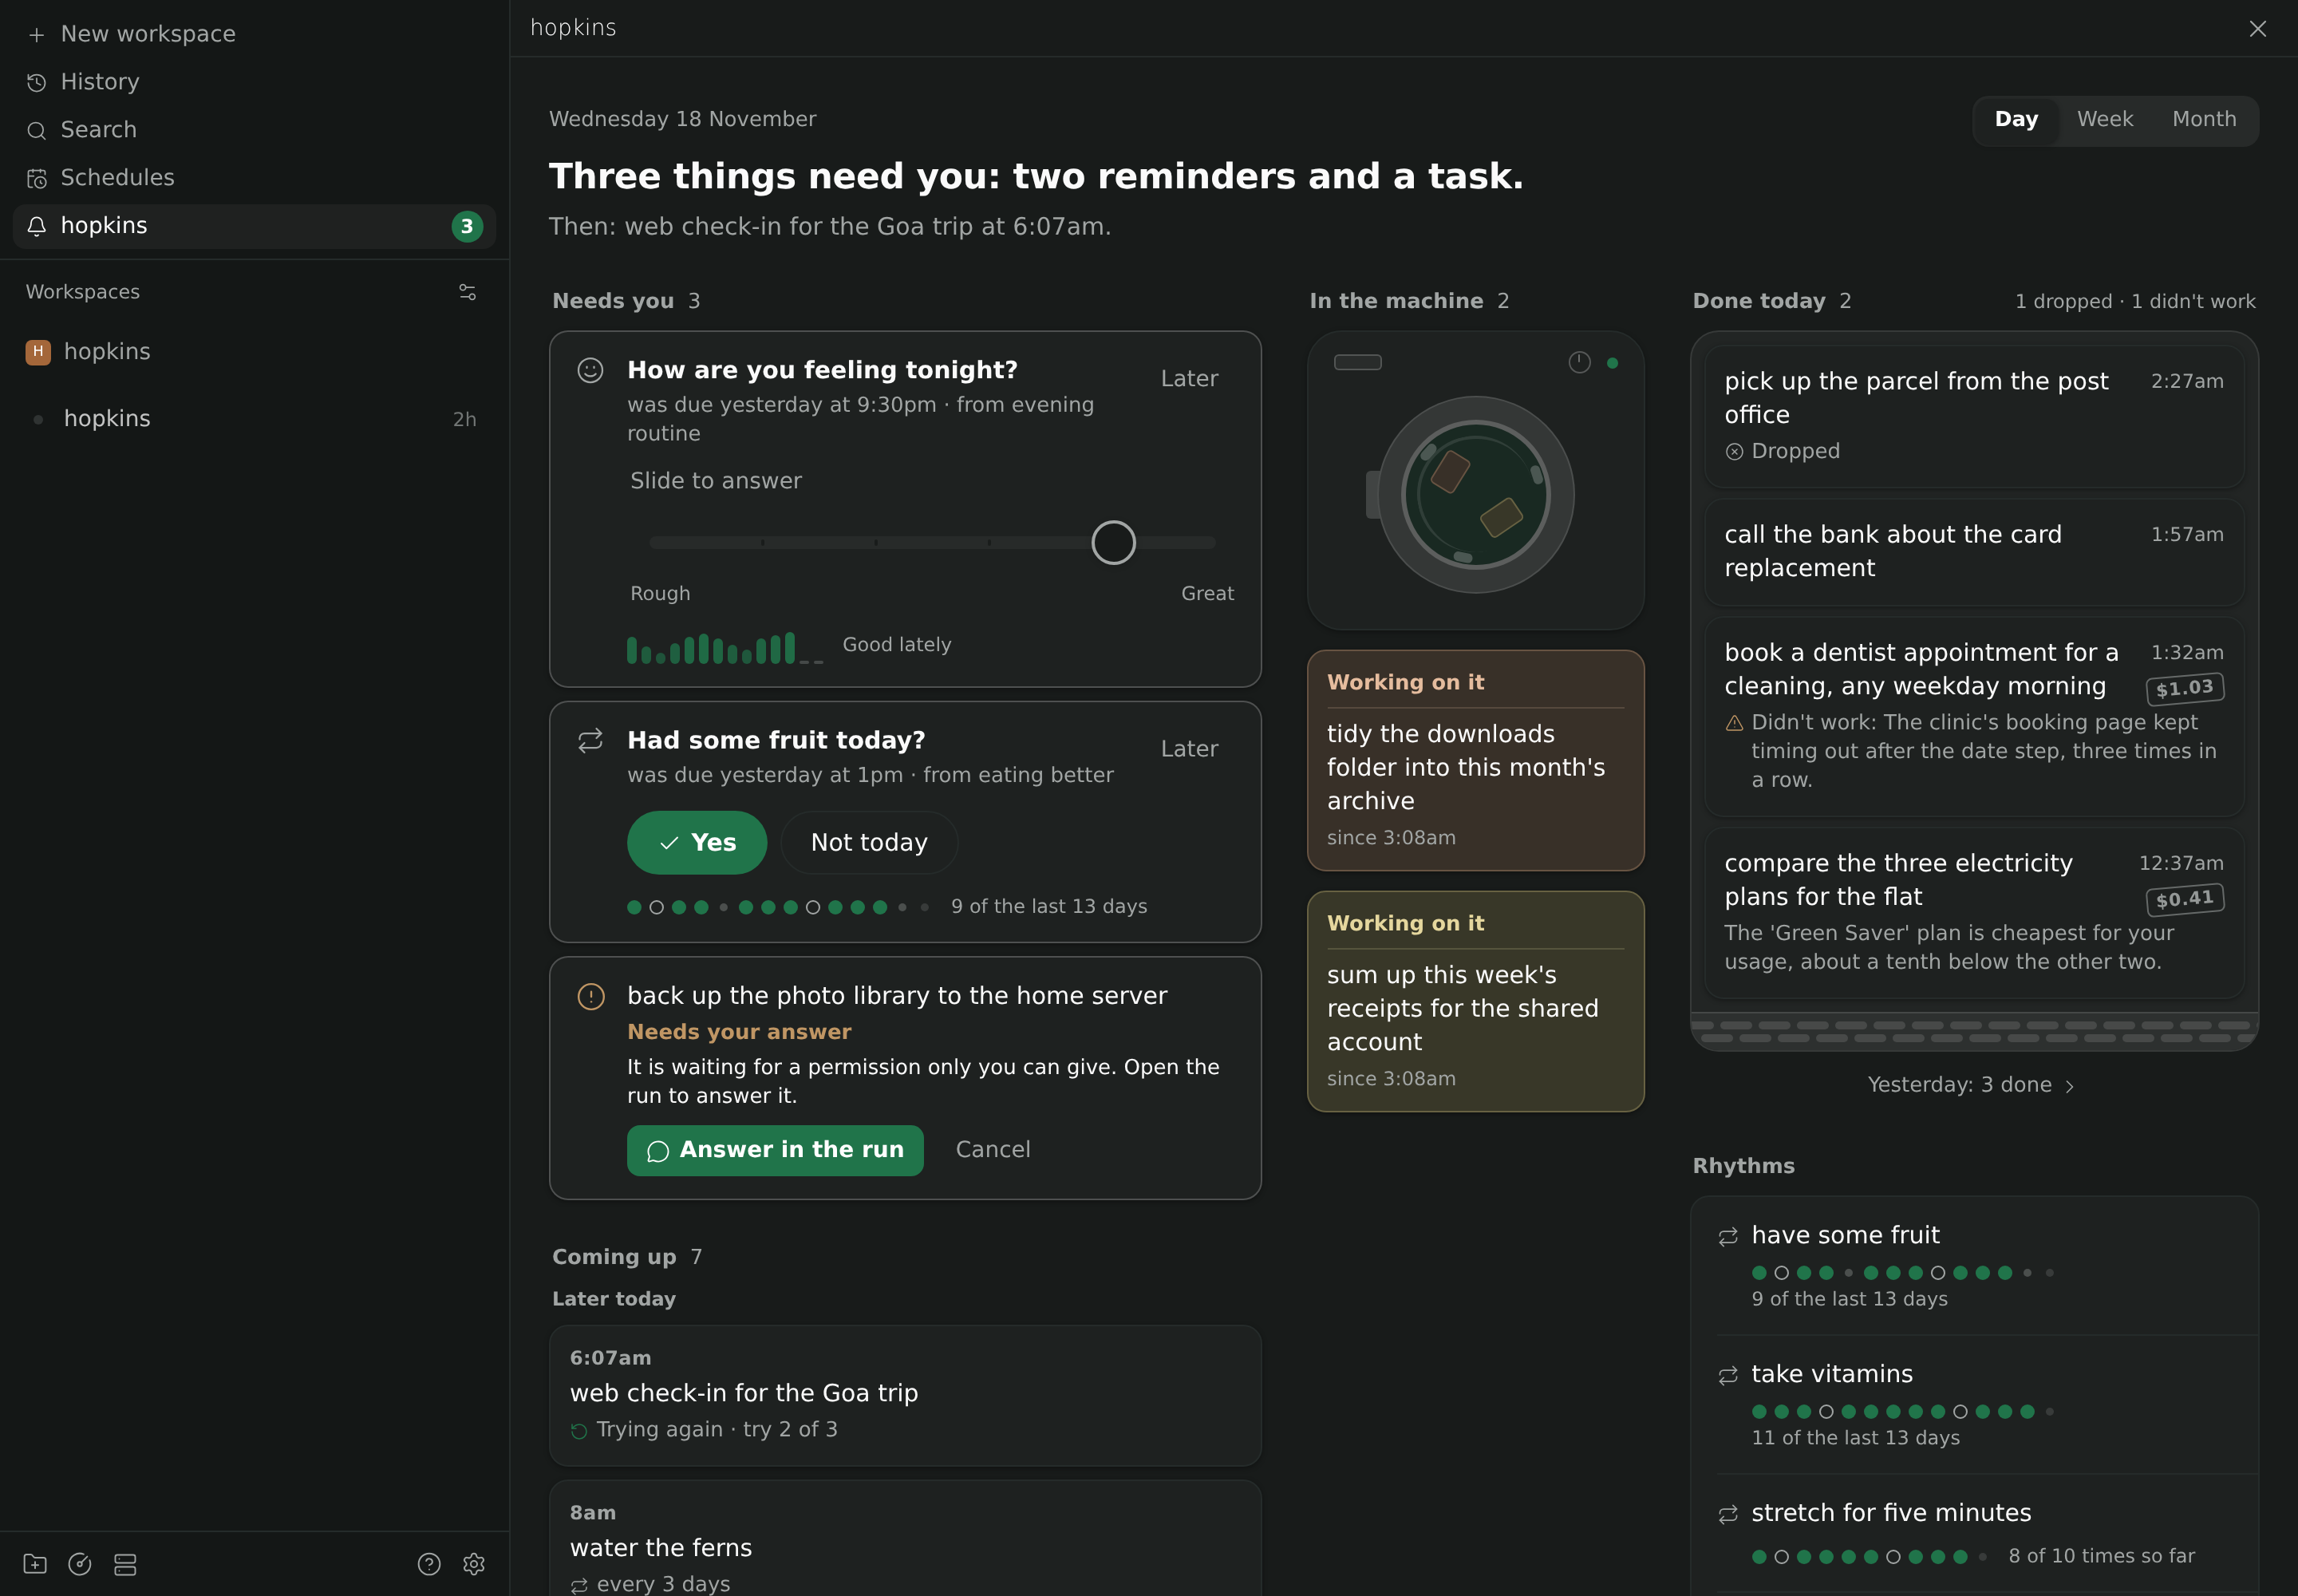 New workspace
History
Search
Schedules
hopkins
3
Workspaces
H
hopkins
hopkins
2h
hopkins
Wednesday 18 November
Day
Week
Month
Three things need you: two reminders and a task.
Then: web check-in for the Goa trip at 6:07am.
Needs you 3
How are you feeling tonight?
Later
was due yesterday at 9:30pm · from evening
routine
Slide to answer
Rough
Great
Good lately
Had some fruit today?
Later
was due yesterday at 1pm · from eating better
Yes
Not today
9 of the last 13 days
back up the photo library to the home server
Needs your answer
It is waiting for a permission only you can give. Open the
run to answer it.
Answer in the run
Cancel
Coming up 7
Later today
6:07am
web check-in for the Goa trip
Trying again · try 2 of 3
8am
water the ferns
every 3 days
In the machine 2
Working on it
tidy the downloads
folder into this month's
archive
since 3:08am
Working on it
sum up this week's
receipts for the shared
account
since 3:08am
Done today 2
1 dropped · 1 didn't work
pick up the parcel from the post
office
2:27am
Dropped
call the bank about the card
replacement
1:57am
book a dentist appointment for a
cleaning, any weekday morning
1:32am
$1.03
Didn't work: The clinic's booking page kept
timing out after the date step, three times in
a row.
compare the three electricity
plans for the flat
12:37am
$0.41
The 'Green Saver' plan is cheapest for your
usage, about a tenth below the other two.
Yesterday: 3 done
Rhythms
have some fruit
9 of the last 13 days
take vitamins
11 of the last 13 days
stretch for five minutes
8 of 10 times so far